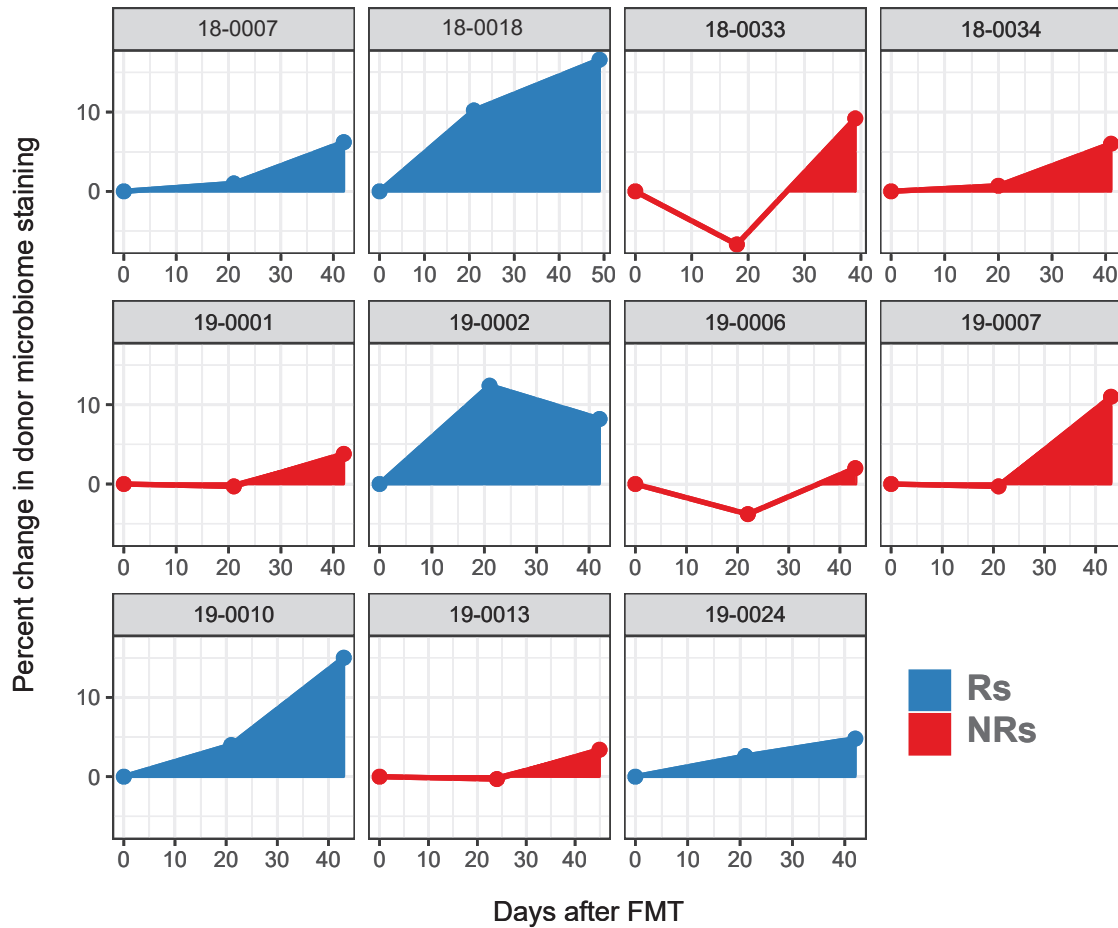 Percent change in donor microbiome staining
18-0007
18-0018
18-0033
18-0034
10
0
0 10 20 30 40
0 10 20 30 40 50
0 10 20 30 40
0 10 20 30 40
19-0001
19-0002
19-0006
19-0007
10
0
0 10 20 30 40
0 10 20 30 40
0 10 20 30 40
0 10 20 30 40
19-0010
19-0013
19-0024
10
0
0 10 20 30 40
0 10 20 30 40
0 10 20 30 40
Rs
NRs
Days after FMT